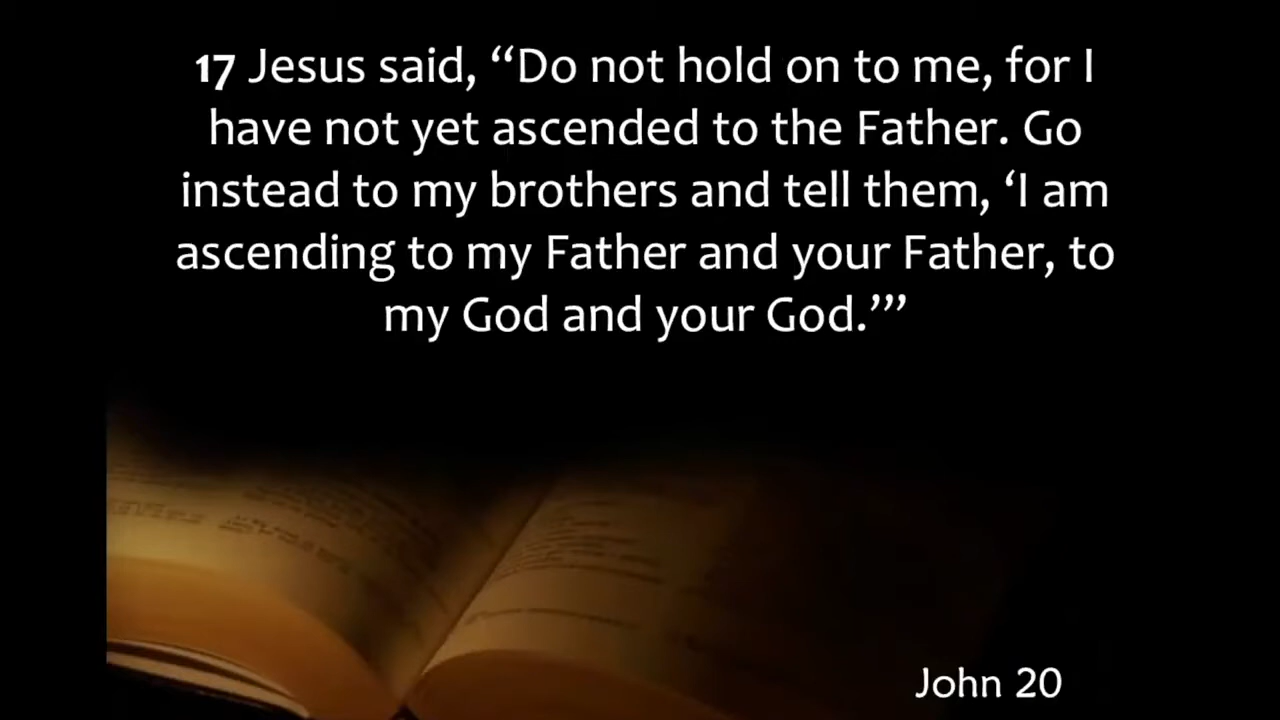 17 Jesus said, “Do not hold on to me, for I
have not yet ascended to the Father. Go
instead to my brothers and tell them, ‘I am
ascending to my Father and your Father, to
my God and your God.’”
John 20